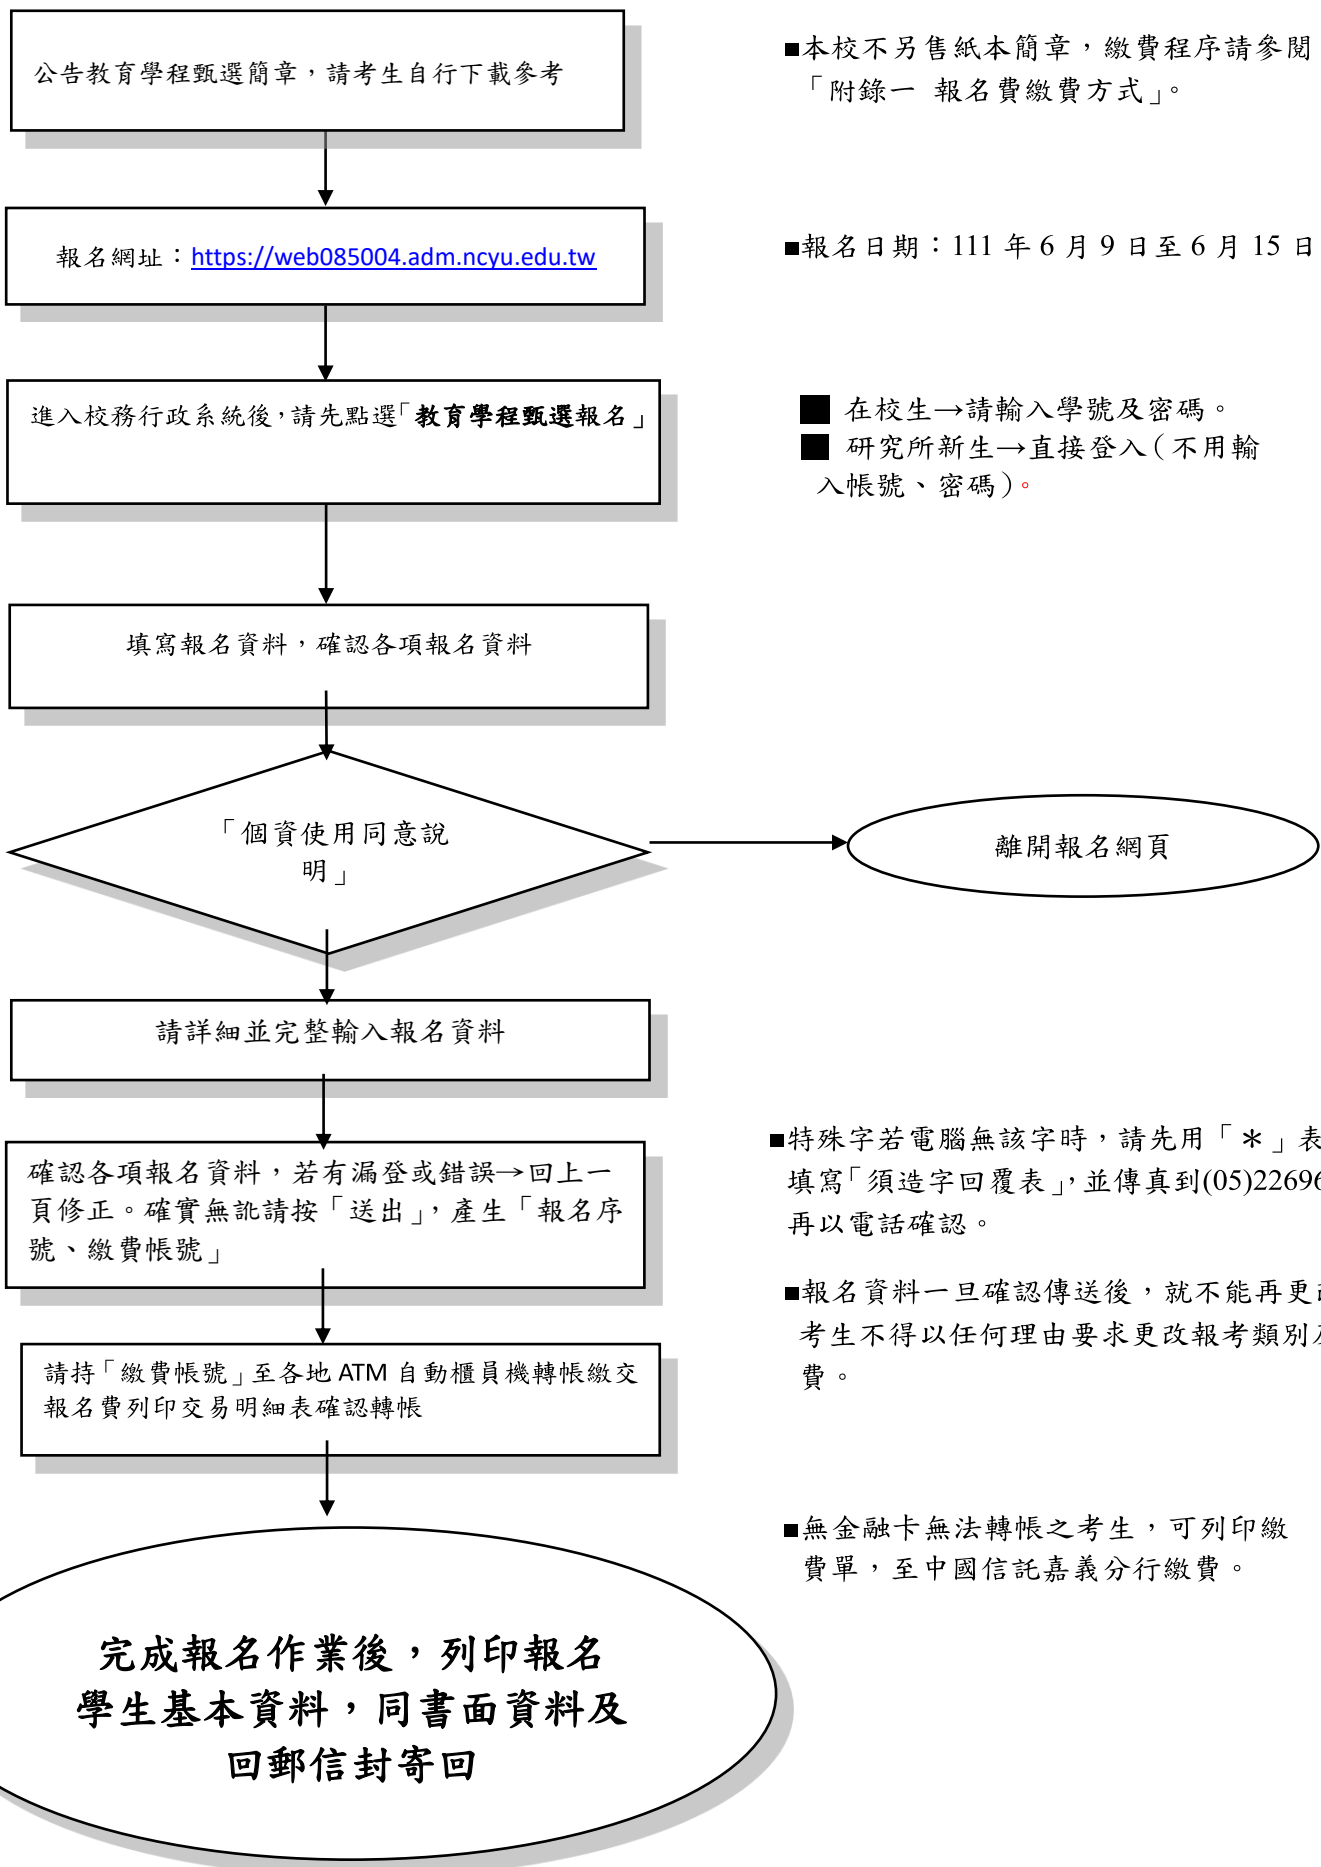 公告教育學程甄選簡章，請考生自行下載參考
■本校不另售紙本簡章，繳費程序請參閱
「附錄一 報名費繳費方式」。
報名網址：https://web085004.adm.ncyu.edu.tw
■報名日期：111 年 6 月 9 日至 6 月 15 日
進入校務行政系統後，請先點選「教育學程甄選報名」
■ 在校生→請輸入學號及密碼。
■ 研究所新生→直接登入（不用輸
入帳號、密碼）。
填寫報名資料，確認各項報名資料
「個資使用同意說
明」
離開報名網頁
請詳細並完整輸入報名資料
確認各項報名資料，若有漏登或錯誤→回上一
頁修正。確實無訛請按「送出」，產生「報名序
號、繳費帳號」
■特殊字若電腦無該字時，請先用「＊」表
填寫「須造字回覆表」，並傳真到(05)22696
再以電話確認。
■報名資料一旦確認傳送後，就不能再更
考生不得以任何理由要求更改報考類別
費。
請持「繳費帳號」至各地 ATM 自動櫃員機轉帳繳交
報名費列印交易明細表確認轉帳
■無金融卡無法轉帳之考生，可列印繳
費單，至中國信託嘉義分行繳費。
完成報名作業後，列印報名
學生基本資料，同書面資料及
回郵信封寄回